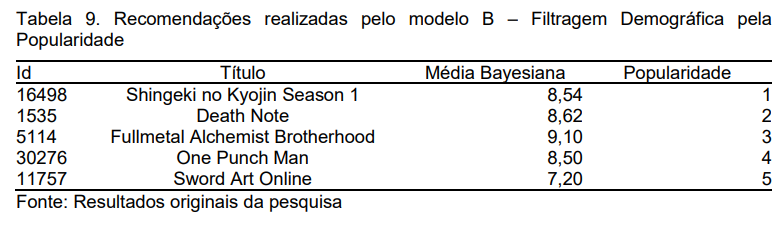 Tabela 9. Recomendações realizadas pelo modelo B – Filtragem Demográfica pela
Popularidade
Id Título Média Bayesiana Popularidade
16498 Shingeki no Kyojin Season 1 8,54 1
1535 Death Note 8,62 2
5114 Fullmetal Alchemist Brotherhood 9,10 3
30276 One Punch Man 8,50 4
11757 Sword Art Online 7,20 5
Fonte: Resultados originais da pesquisa